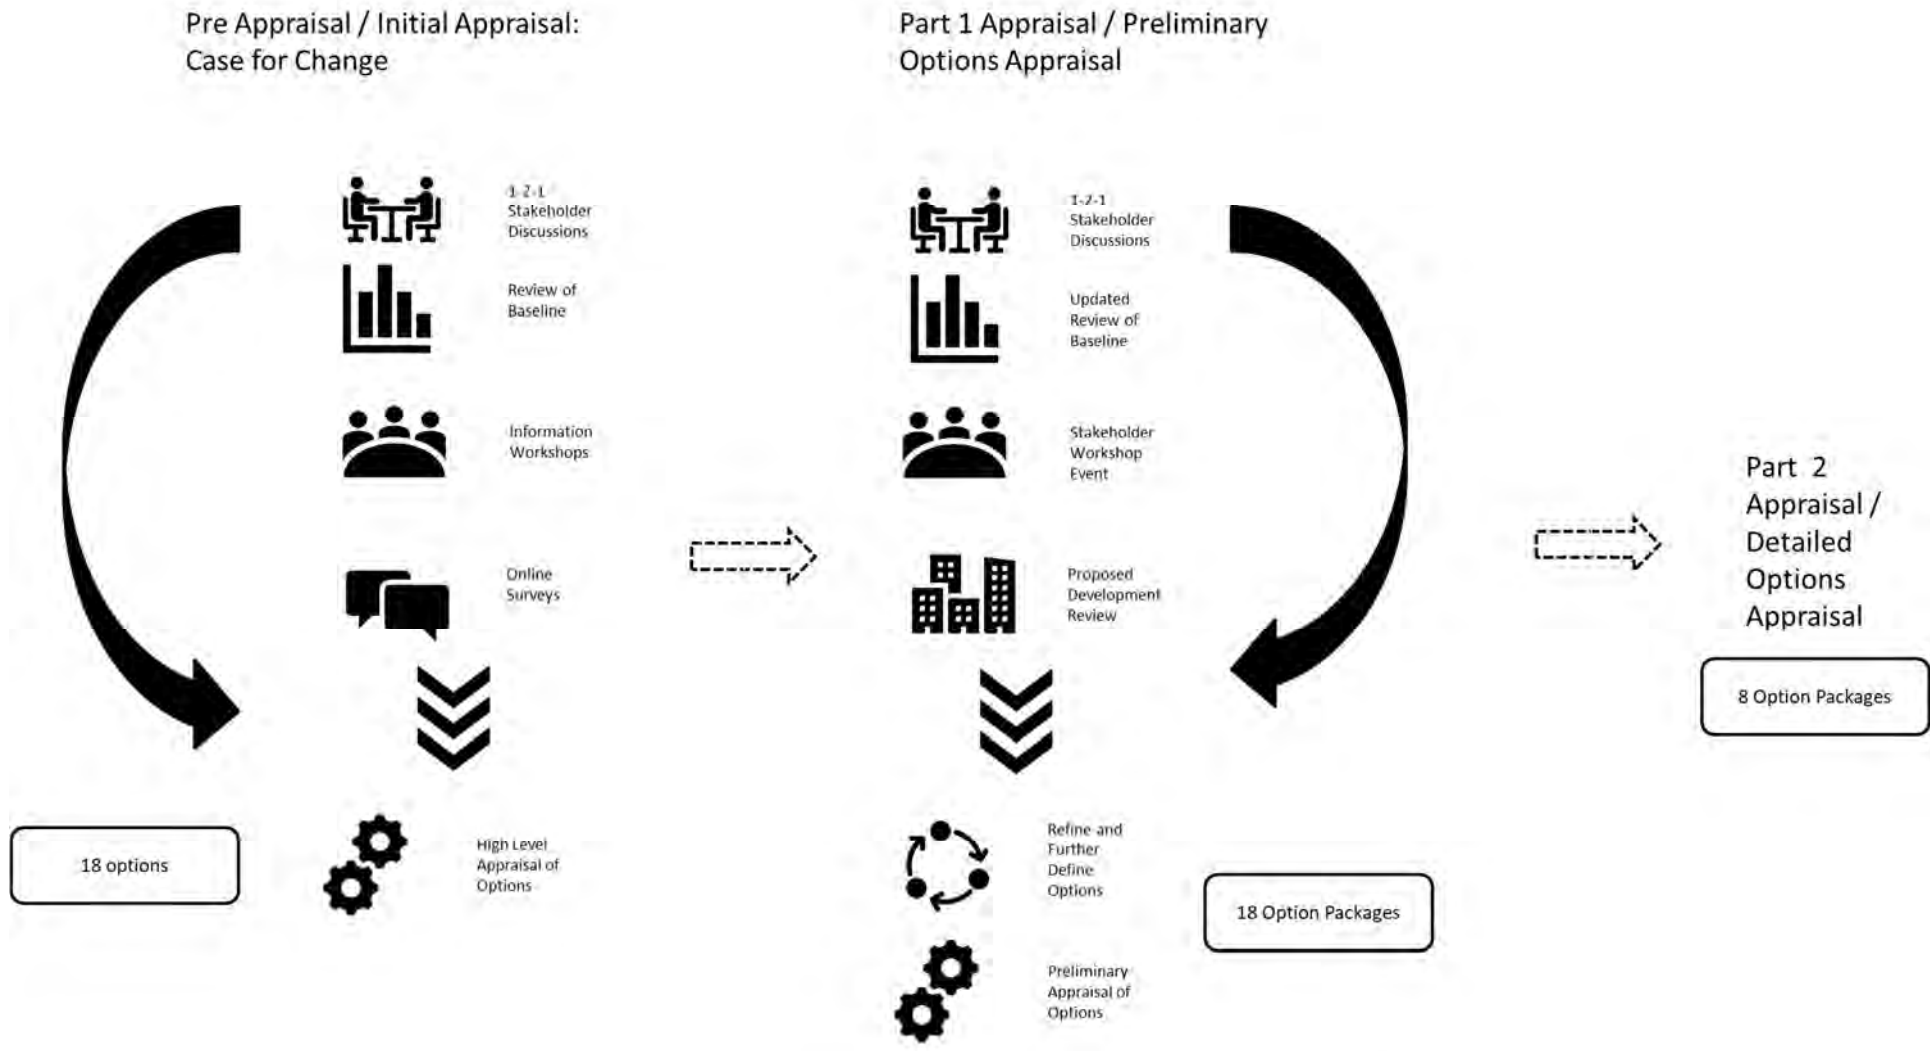 Pre Appraisal / Initial Appraisal:
Case for Change
1-2-1
Stakeholder
Discussions
Review of
Baseline
Information
Workshops
Online
Surveys
18 options
High Level
Appraisal of
Options
Part 1 Appraisal / Preliminary
Options Appraisal
1-2-1
Stakeholder
Discussions
Updated
Review of
Baseline
Stakeholder
Workshop
Event
Proposed
Development
Review
Refine and
Further
Define
Options
18 Option Packages
Preliminary
Appraisal of
Options
Part 2
Appraisal /
Detailed
Options
Appraisal
8 Option Packages